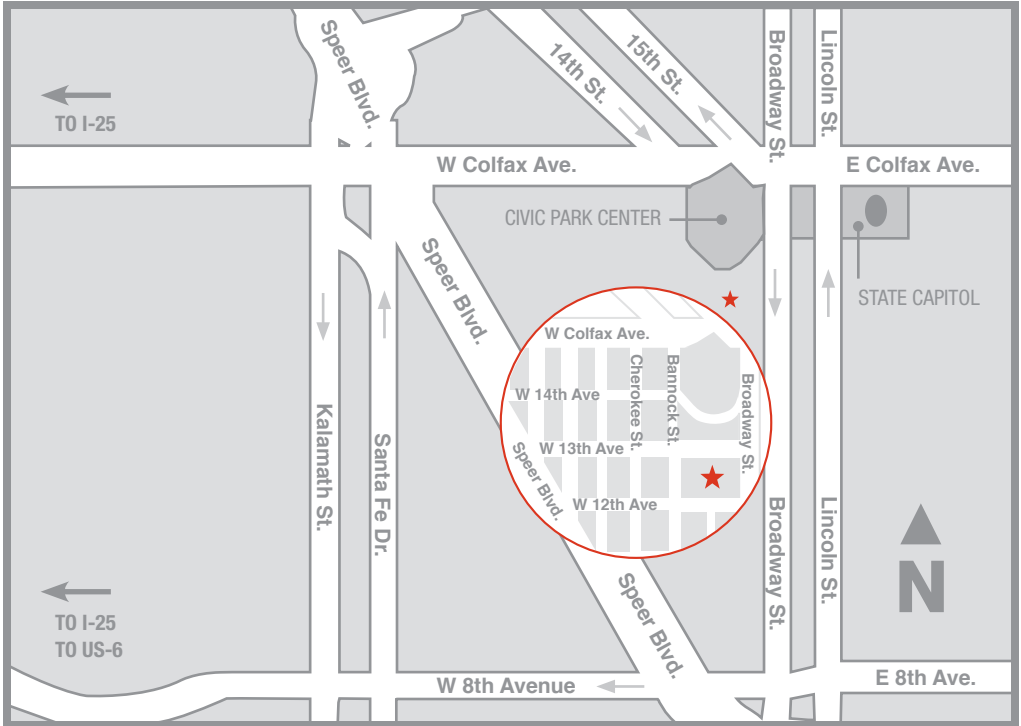 Speer Blvd.
14th St.
15th St.
Broadway St.
Lincoln St.
TO I-25
W Colfax Ave.
E Colfax Ave.
CIVIC PARK CENTER
STATE CAPITOL
Speer Blvd.
W Colfax Ave.
Cherokee St.
Bannock St.
Broadway St.
W 14th Ave
W 13th Ave
Speer Blvd.
W 12th Ave
Kalamath St.
Santa Fe Dr.
Broadway St.
Lincoln St.
N
TO I-25
TO US-6
Speer Blvd.
W 8th Avenue
E 8th Ave.